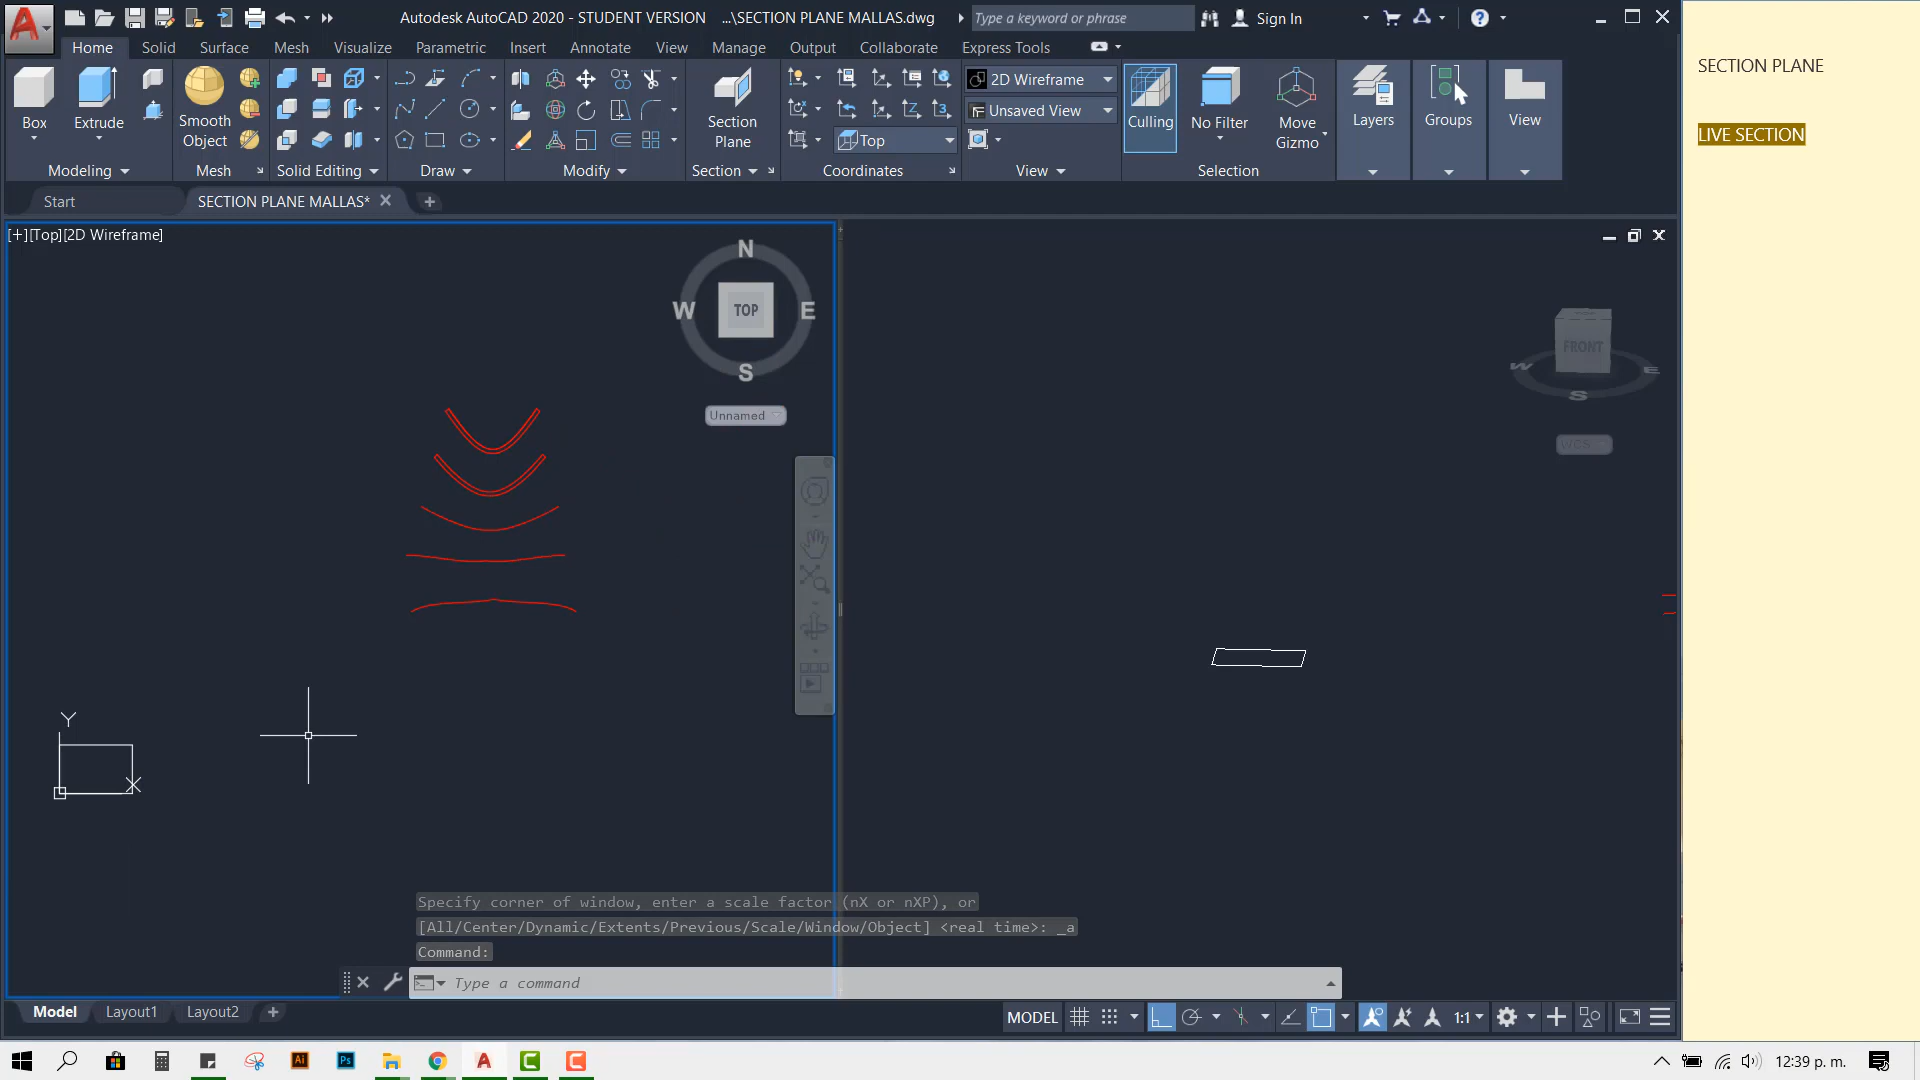 Autodesk AutoCAD 2020 - STUDENT VERSION ...\SECTION PLANE MALLAS.dwg
Type a keyword or phrase
Sign In
Home Solid Surface Mesh Visualize Parametric Insert Annotate View Manage Output Collaborate Express Tools
Box
Extrude
Smooth
Object
Section
Plane
Top
2D Wireframe
Unsaved View
Culling
No Filter
Move
Gizmo
Layers
Groups
View
Modeling Mesh Solid Editing Draw Modify Section Coordinates View Selection
Start
SECTION PLANE MALLAS*
[+][Top][2D Wireframe]
N
W TOP E
S
Unnamed
FRONT
W E
S
WCS
Y
X
Specify corner of window, enter a scale factor (nX or nXP), or
[All/Center/Dynamic/Extents/Previous/Scale/Window/Object] <real time>: _a
Command:
Type a command
Model Layout1 Layout2
MODEL
1:1
12:39 p. m.
SECTION PLANE
LIVE SECTION